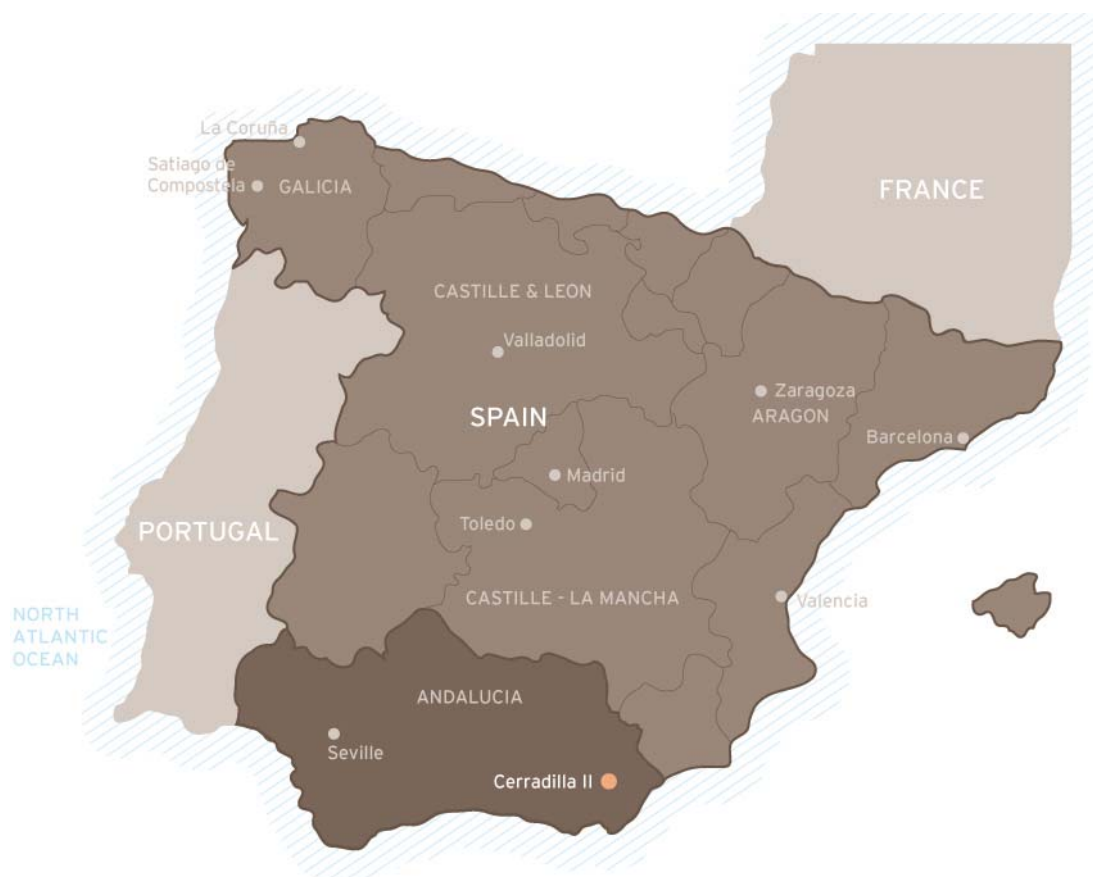 La Coruña
Satiago de
Compostela
GALICIA
FRANCE
CASTILLE & LEON
Valladolid
Zaragoza
ARAGON
SPAIN
Barcelona
Madrid
Toledo
PORTUGAL
CASTILLE - LA MANCHA
Valencia
NORTH
ATLANTIC
OCEAN
ANDALUCIA
Seville
Cerradilla II